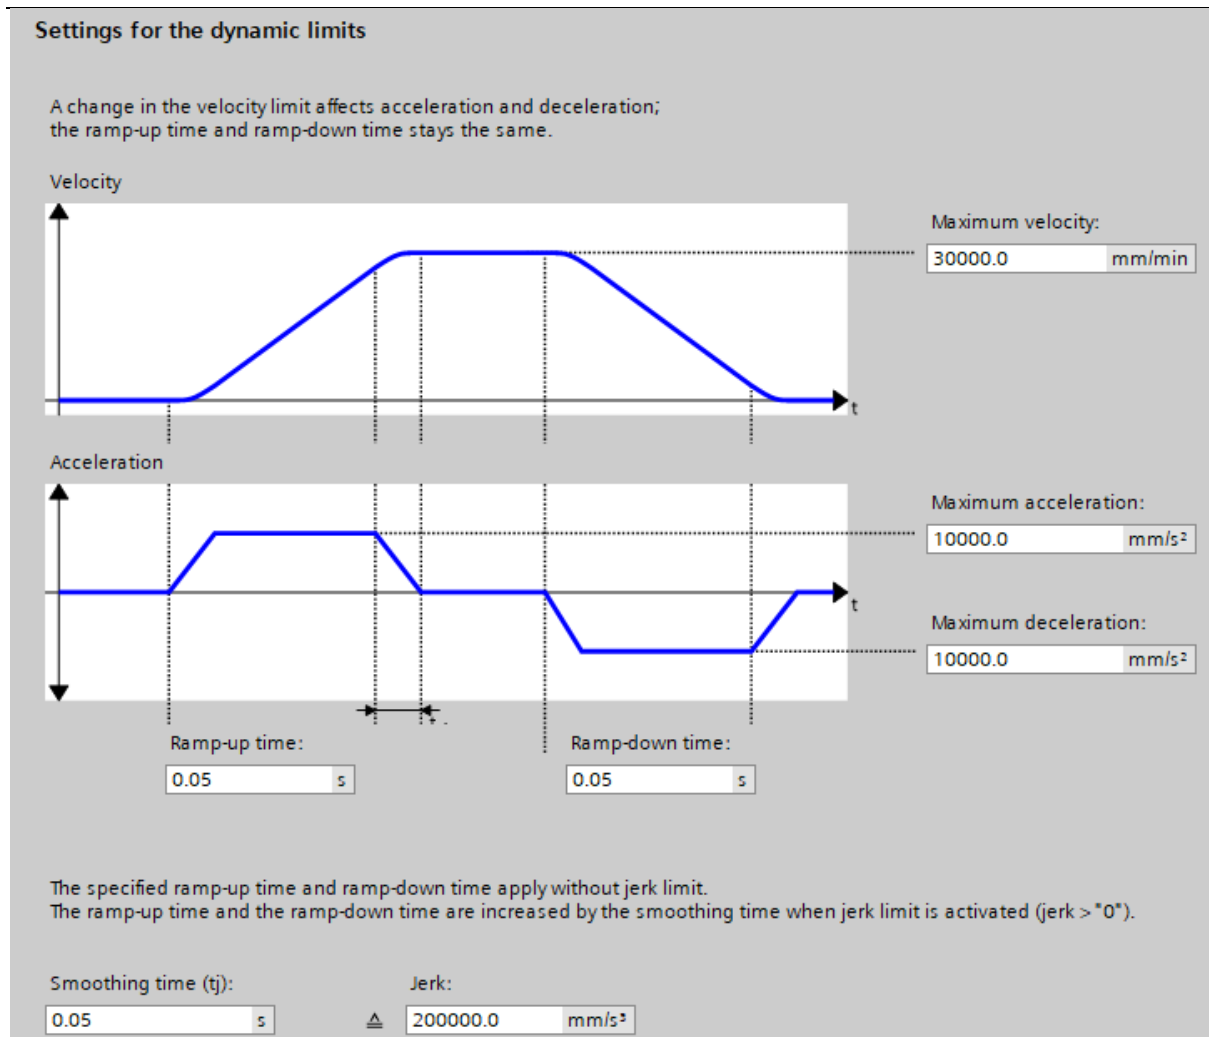 Settings for the dynamic limits
A change in the velocity limit affects acceleration and deceleration;
the ramp-up time and ramp-down time stays the same.
Velocity
Maximum velocity:
30000.0 mm/min
t
Acceleration
Maximum acceleration:
10000.0 mm/s²
t
Maximum deceleration:
10000.0 mm/s²
Ramp-up time:
0.05 s
Ramp-down time:
0.05 s
The specified ramp-up time and ramp-down time apply without jerk limit.
The ramp-up time and the ramp-down time are increased by the smoothing time when jerk limit is activated (jerk > "0").
Smoothing time (tj):
0.05 s
≙
Jerk:
200000.0 mm/s³